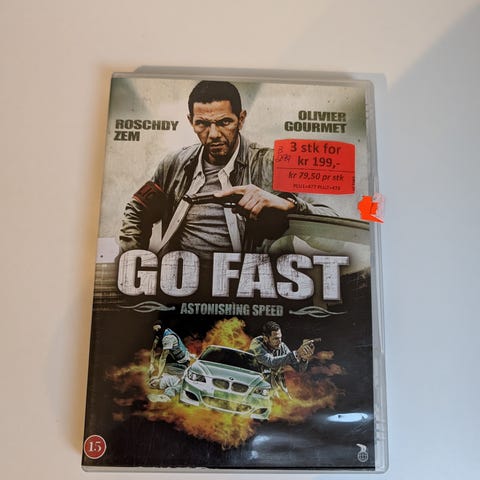 ROSCHDY
ZEM
OLIVIER
GOURMET
3 stk for
kr 199,-
kr 79,50 pr stk
GO FAST
ASTONISHING SPEED
15